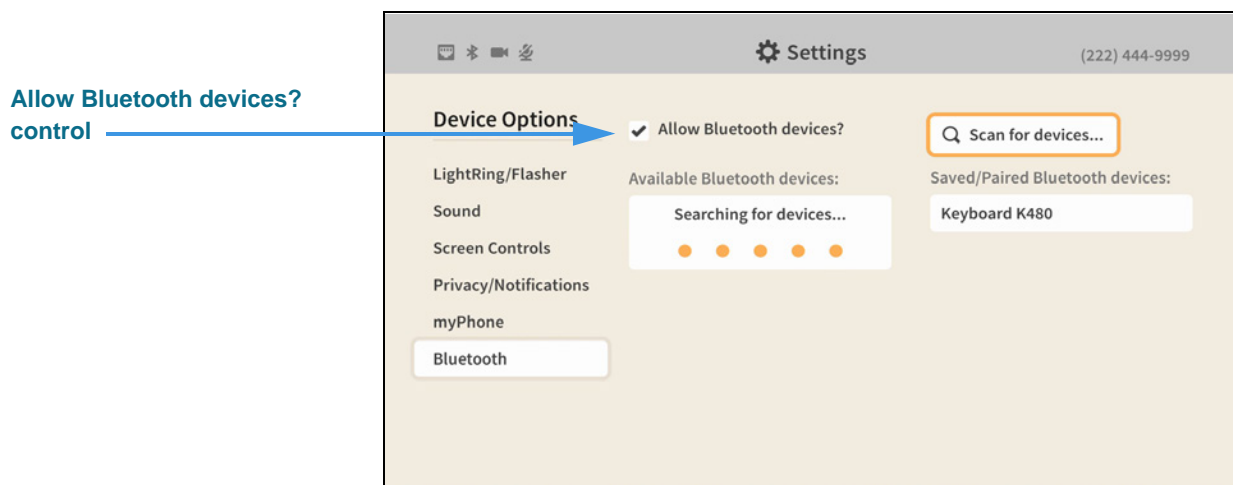 Allow Bluetooth devices?
control
Settings
(222) 444-9999
Device Options
LightRing/Flasher
Sound
Screen Controls
Privacy/Notifications
myPhone
Bluetooth
Allow Bluetooth devices?
Available Bluetooth devices:
Searching for devices...
Scan for devices...
Saved/Paired Bluetooth devices:
Keyboard K480